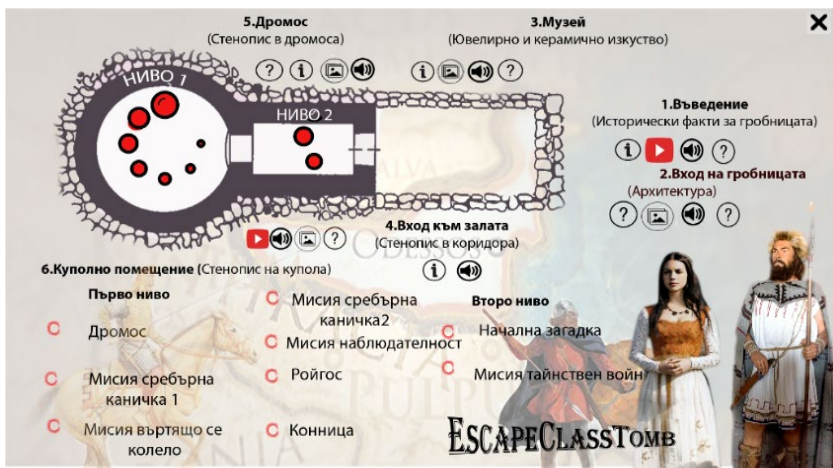 5.Дромос
(Стенопис в дромоса)
3.Музей
(Ювелирно и керамично изкуство)
НИВО 1
НИВО 2
1.Въведение
(Исторически факти за гробницата)
2.Вход на гробницата
(Архитектура)
4.Вход към залата
(Стенопис в коридора)
ODESSOS
6.Куполно помещение (Стенопис на купола)
Първо ниво
Дромос
Мисия сребърна
каничка 1
Мисия въртящо се
колело
Мисия сребърна
каничка2
Мисия наблюдателност
Ройгос
Конница
Второ ниво
Начална загадка
Мисия тайнствен войн
EscapeClassTomb